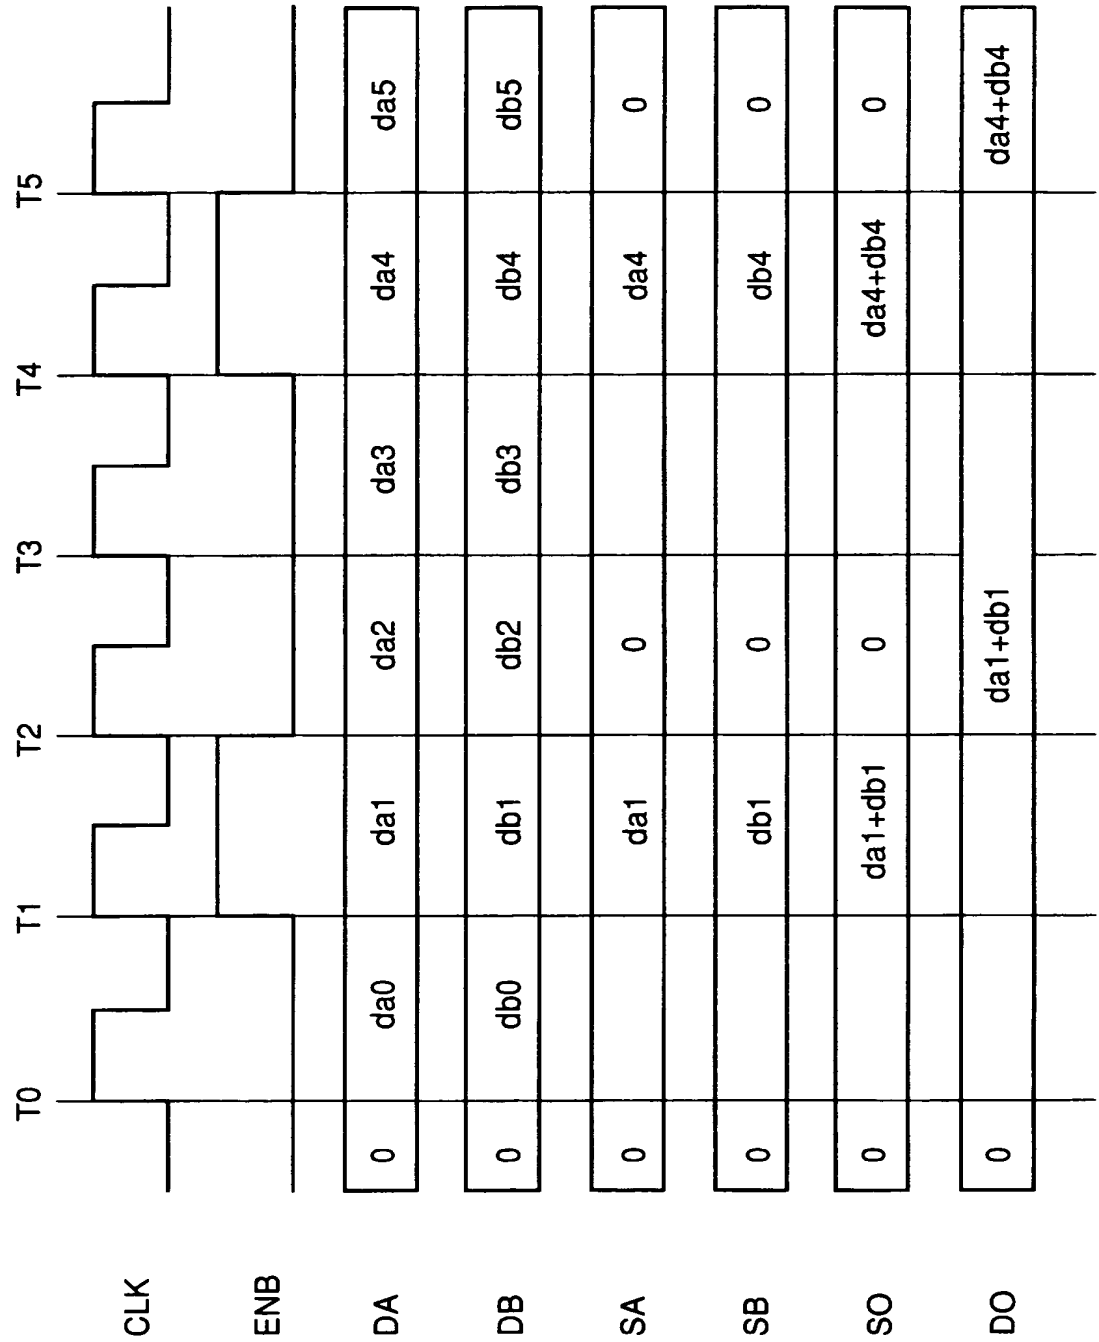 T0 T1 T2 T3 T4 T5
CLK
ENB
DA 0 da0 da1 da2 da3 da4 da5
DB 0 db0 db1 db2 db3 db4 db5
SA 0 da1 0 da4 0
SB 0 db1 0 db4 0
SO 0 da1+db1 0 da4+db4 0
DO 0 da1+db1 da4+db4